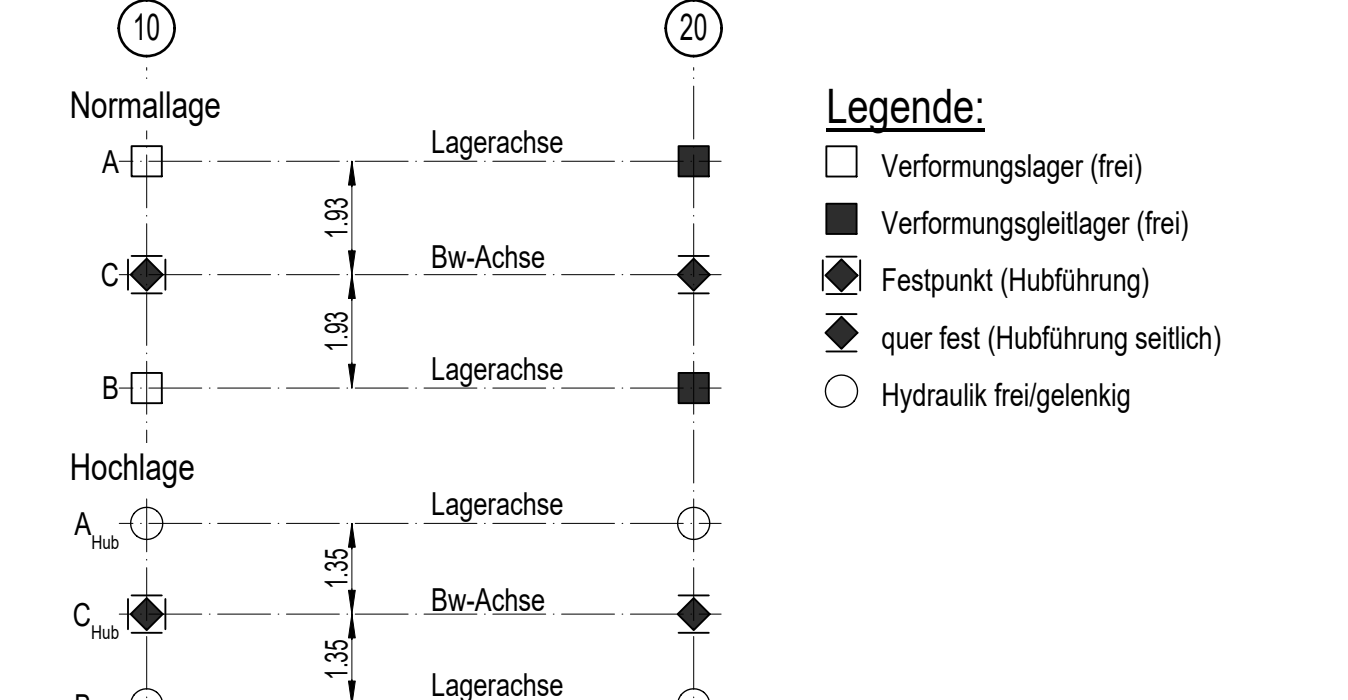 10 20
Normallage
A Lagerachse
1.93
C Bw-Achse
1.93
B Lagerachse
Hochlage
A Hub Lagerachse
1.35
C Hub Bw-Achse
1.35
Lagerachse
Legende:
Verformungslager (frei)
Verformungsgleitlager (frei)
Festpunkt (Hubführung)
quer fest (Hubführung seitlich)
Hydraulik frei/gelenkig